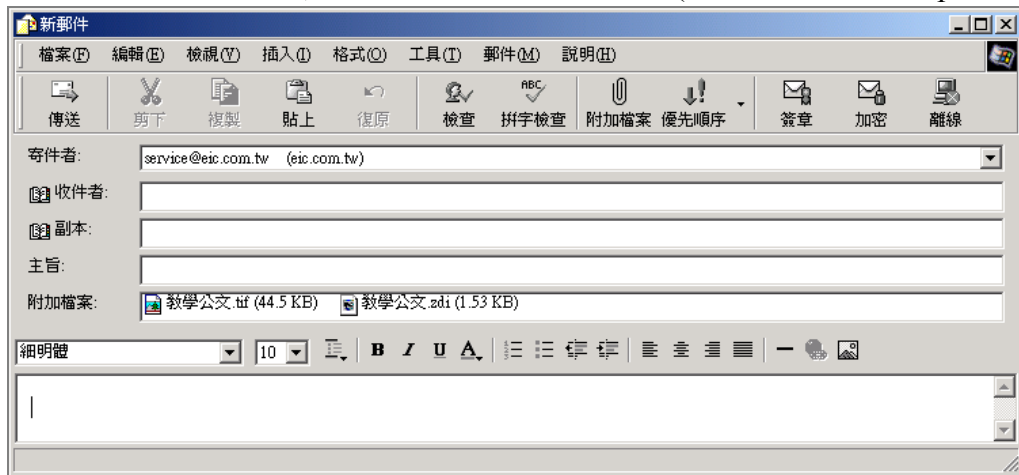 新郵件
檔案(F) 編輯(E) 檢視(V) 插入(I) 格式(O) 工具(T) 郵件(M) 説明(H)
傳送 剪下 複製 貼上 復原 檢查 ABC 拼字檢查 附加檔案 優先順序 簽章 加密 離線
寄件者: service@eic.com.tw (eic.com.tw)
收件者:
副本:
主旨:
附加檔案: 教學公文.tif (44.5 KB) 教學公文.zdi (1.53 KB)
細明體 10 B I U A